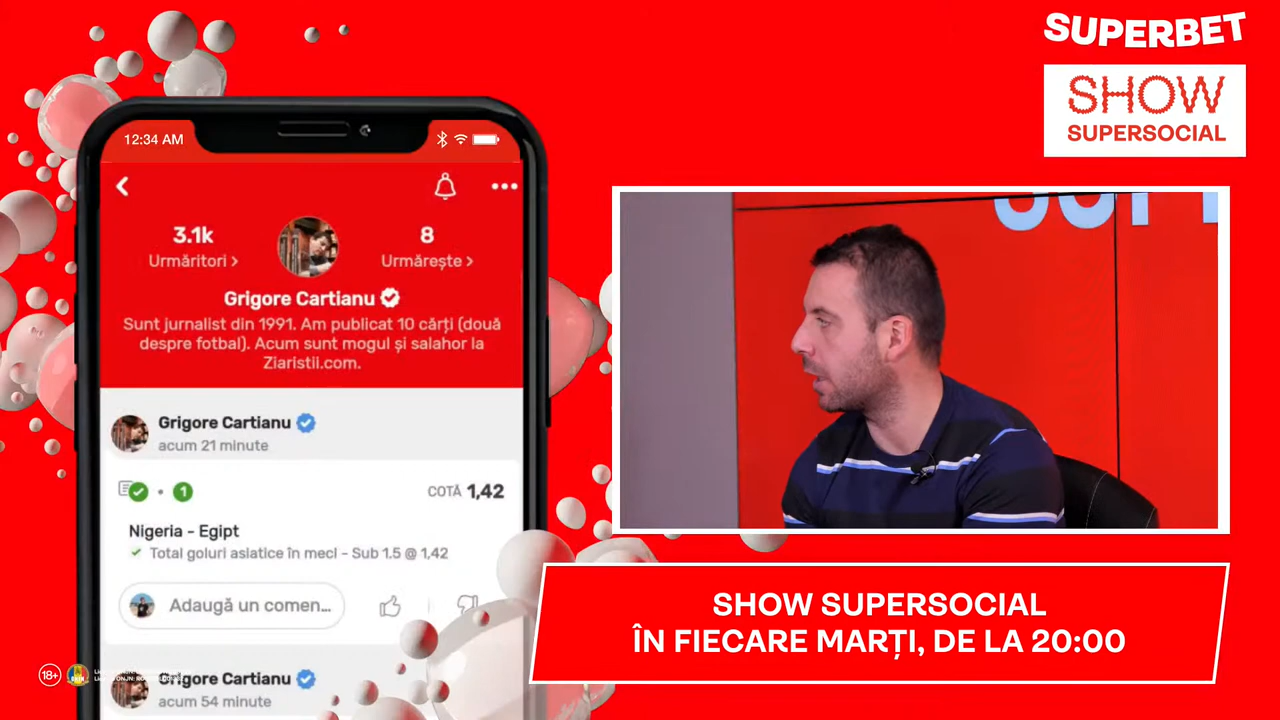 SUPERBET
SHOW
SUPERSOCIAL
12:34 AM
3.1k
Urmăritori >
8
Urmărește >
Grigore Cartianu
Sunt jurnalist din 1991. Am publicat 10 cărți (două
despre fotbal). Acum sunt mogul și salahor la
Ziaristii.com.
Grigore Cartianu
acum 21 minute
1
COTĂ 1,42
Nigeria - Egipt
Total goluri asiatice în meci - Sub 1.5 @ 1,42
Adaugă un comen...
Grigore Cartianu
acum 54 minute
18+
SHOW SUPERSOCIAL
ÎN FIECARE MARȚI, DE LA 20:00